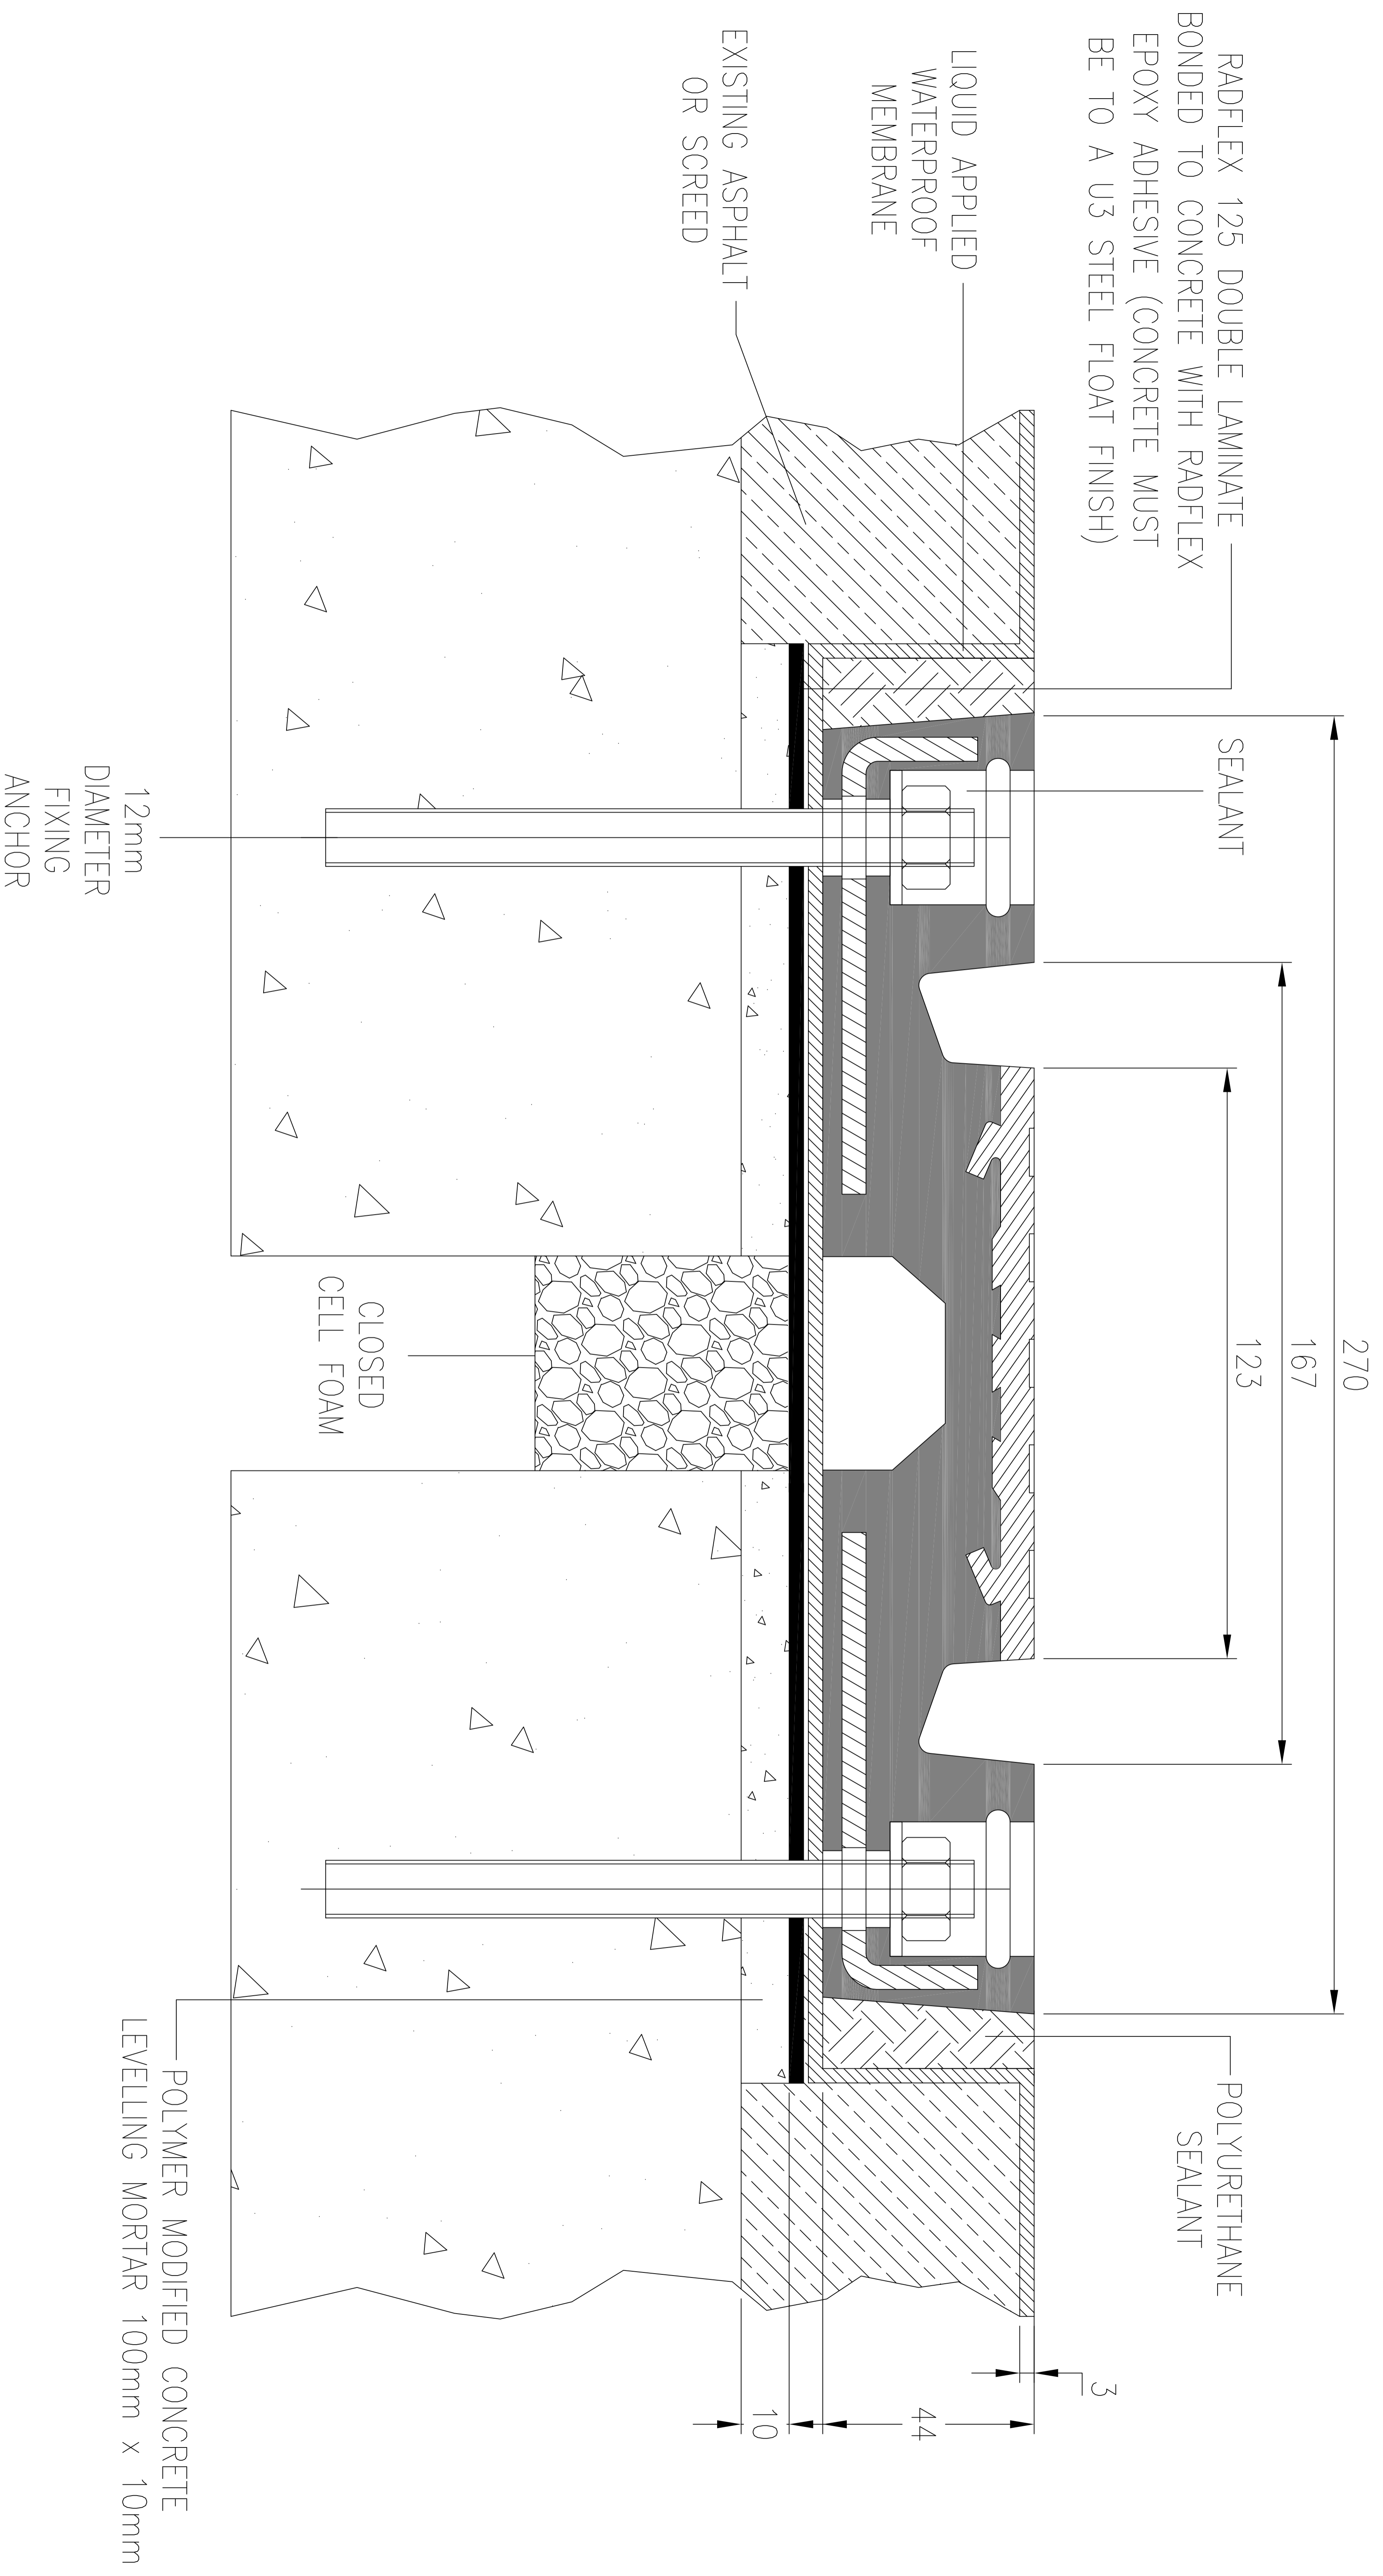 RADFLEX 125 DOUBLE LAMINATE
BONDED TO CONCRETE WITH RADFLEX
EPOXY ADHESIVE (CONCRETE MUST
BE TO A U3 STEEL FLOAT FINISH)
LIQUID APPLIED
WATERPROOF
MEMBRANE
EXISTING ASPHALT
OR SCREED
270
167
123
SEALANT
POLYURETHANE
SEALANT
3
44
10
CLOSED
CELL FOAM
12mm
DIAMETER
FIXING
ANCHOR
POLYMER MODIFIED CONCRETE
LEVELLING MORTAR 100mm x 10mm